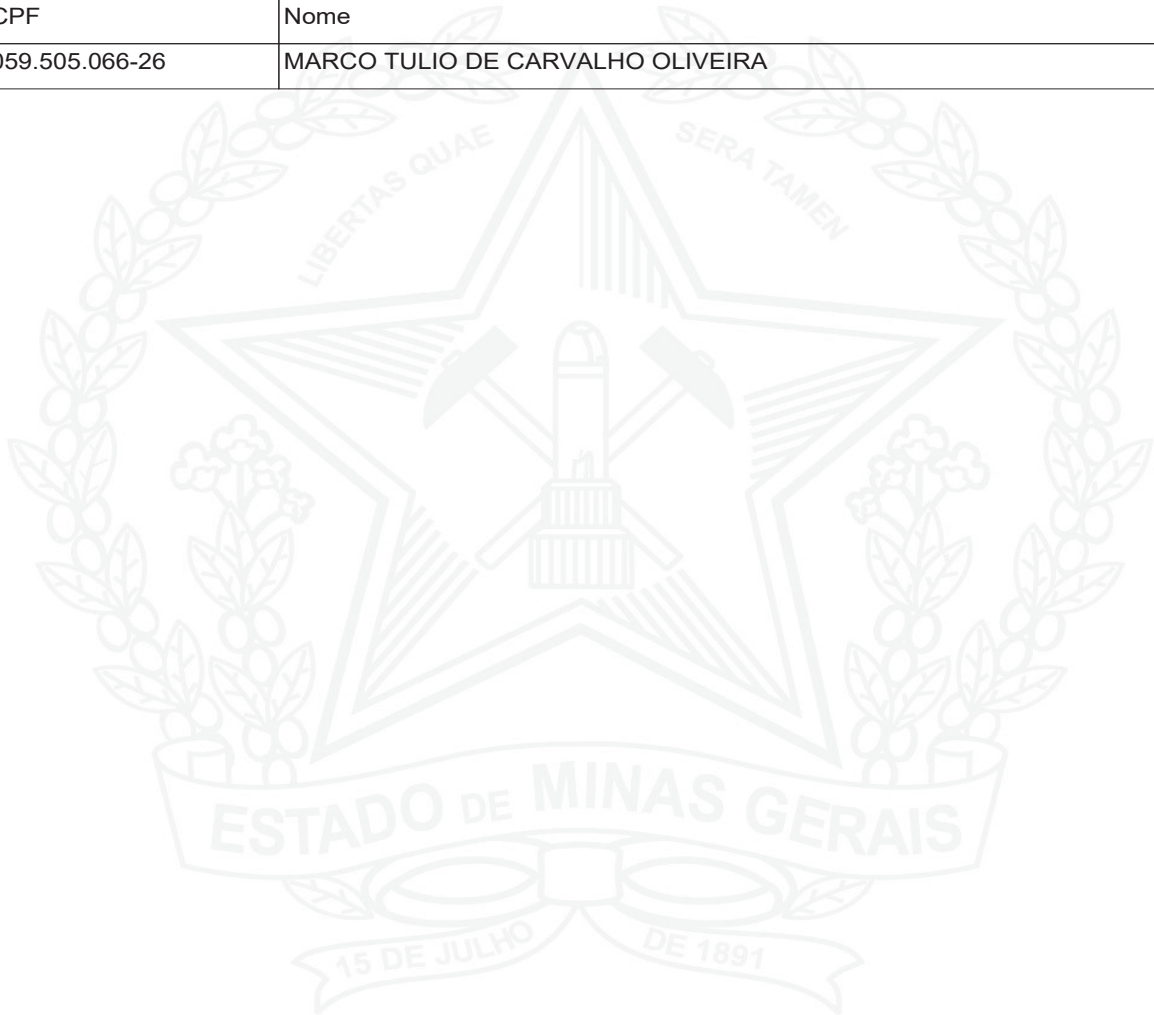 CPF Nome
059.505.066-26 MARCO TULIO DE CARVALHO OLIVEIRA
LIBERTAS QUAE SERA TAMEN
ESTADO DE MINAS GERAIS
15 DE JULHO DE 1891